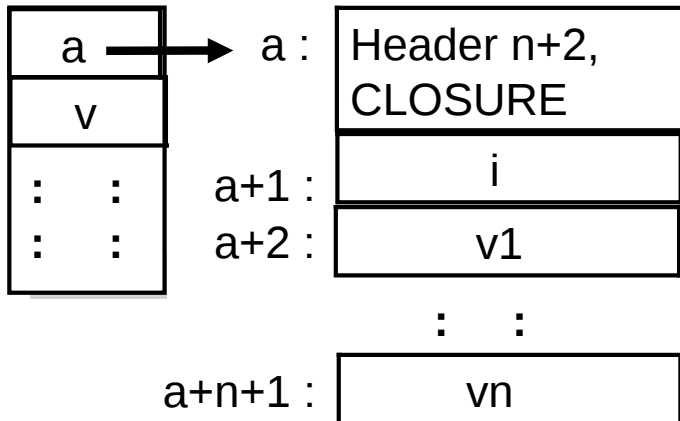 a
v
: :
: :
a : Header n+2,
CLOSURE
a+1 : i
a+2 : v1
: :
a+n+1 : vn